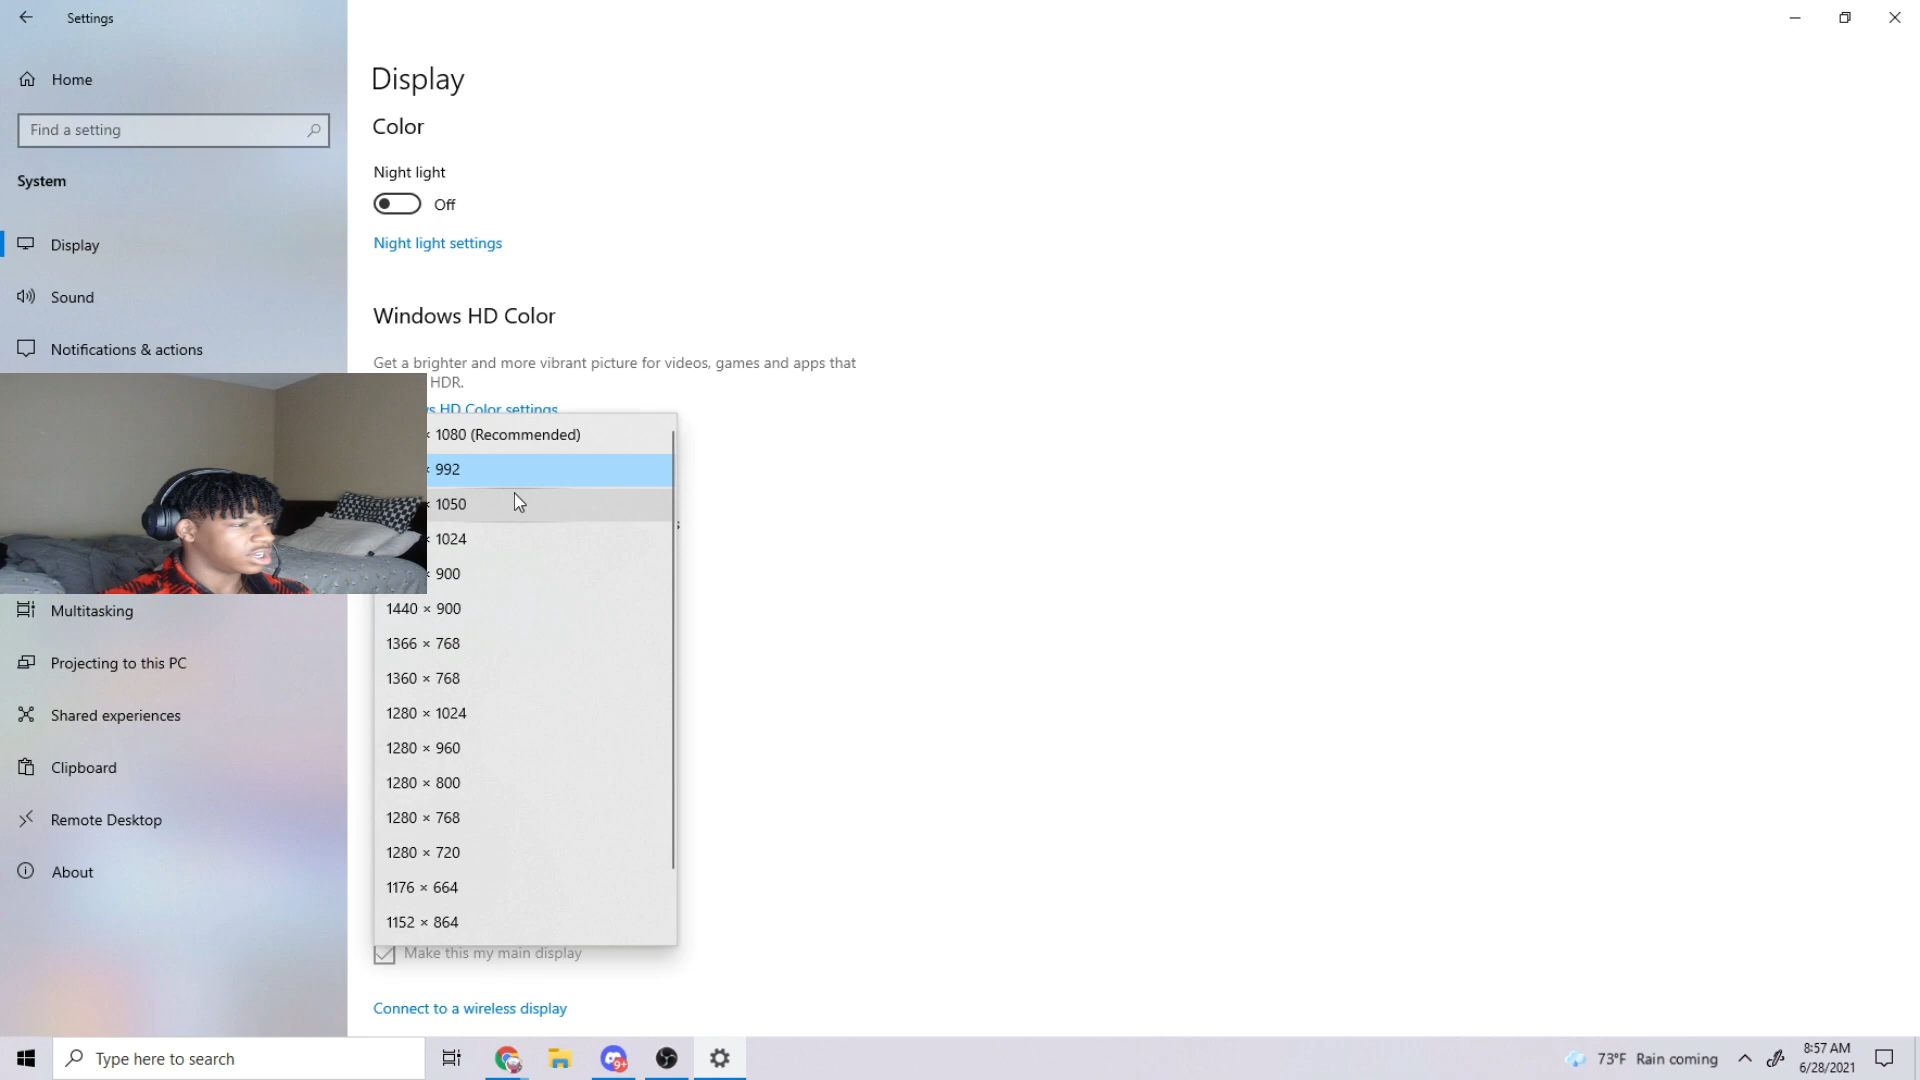 Settings
Home
Find a setting
System
Display
Sound
Notifications & actions
Multitasking
Projecting to this PC
Shared experiences
Clipboard
Remote Desktop
About
Display
Color
Night light
Off
Night light settings
Windows HD Color
Get a brighter and more vibrant picture for videos, games and apps that
HDR.
HD Color settings
× 1080 (Recommended)
× 992
× 1050
× 1024
× 900
1440 × 900
1366 × 768
1360 × 768
1280 × 1024
1280 × 960
1280 × 800
1280 × 768
1280 × 720
1176 × 664
1152 × 864
Make this my main display
Connect to a wireless display
Type here to search
9+
73°F Rain coming
8:57 AM
6/28/2021